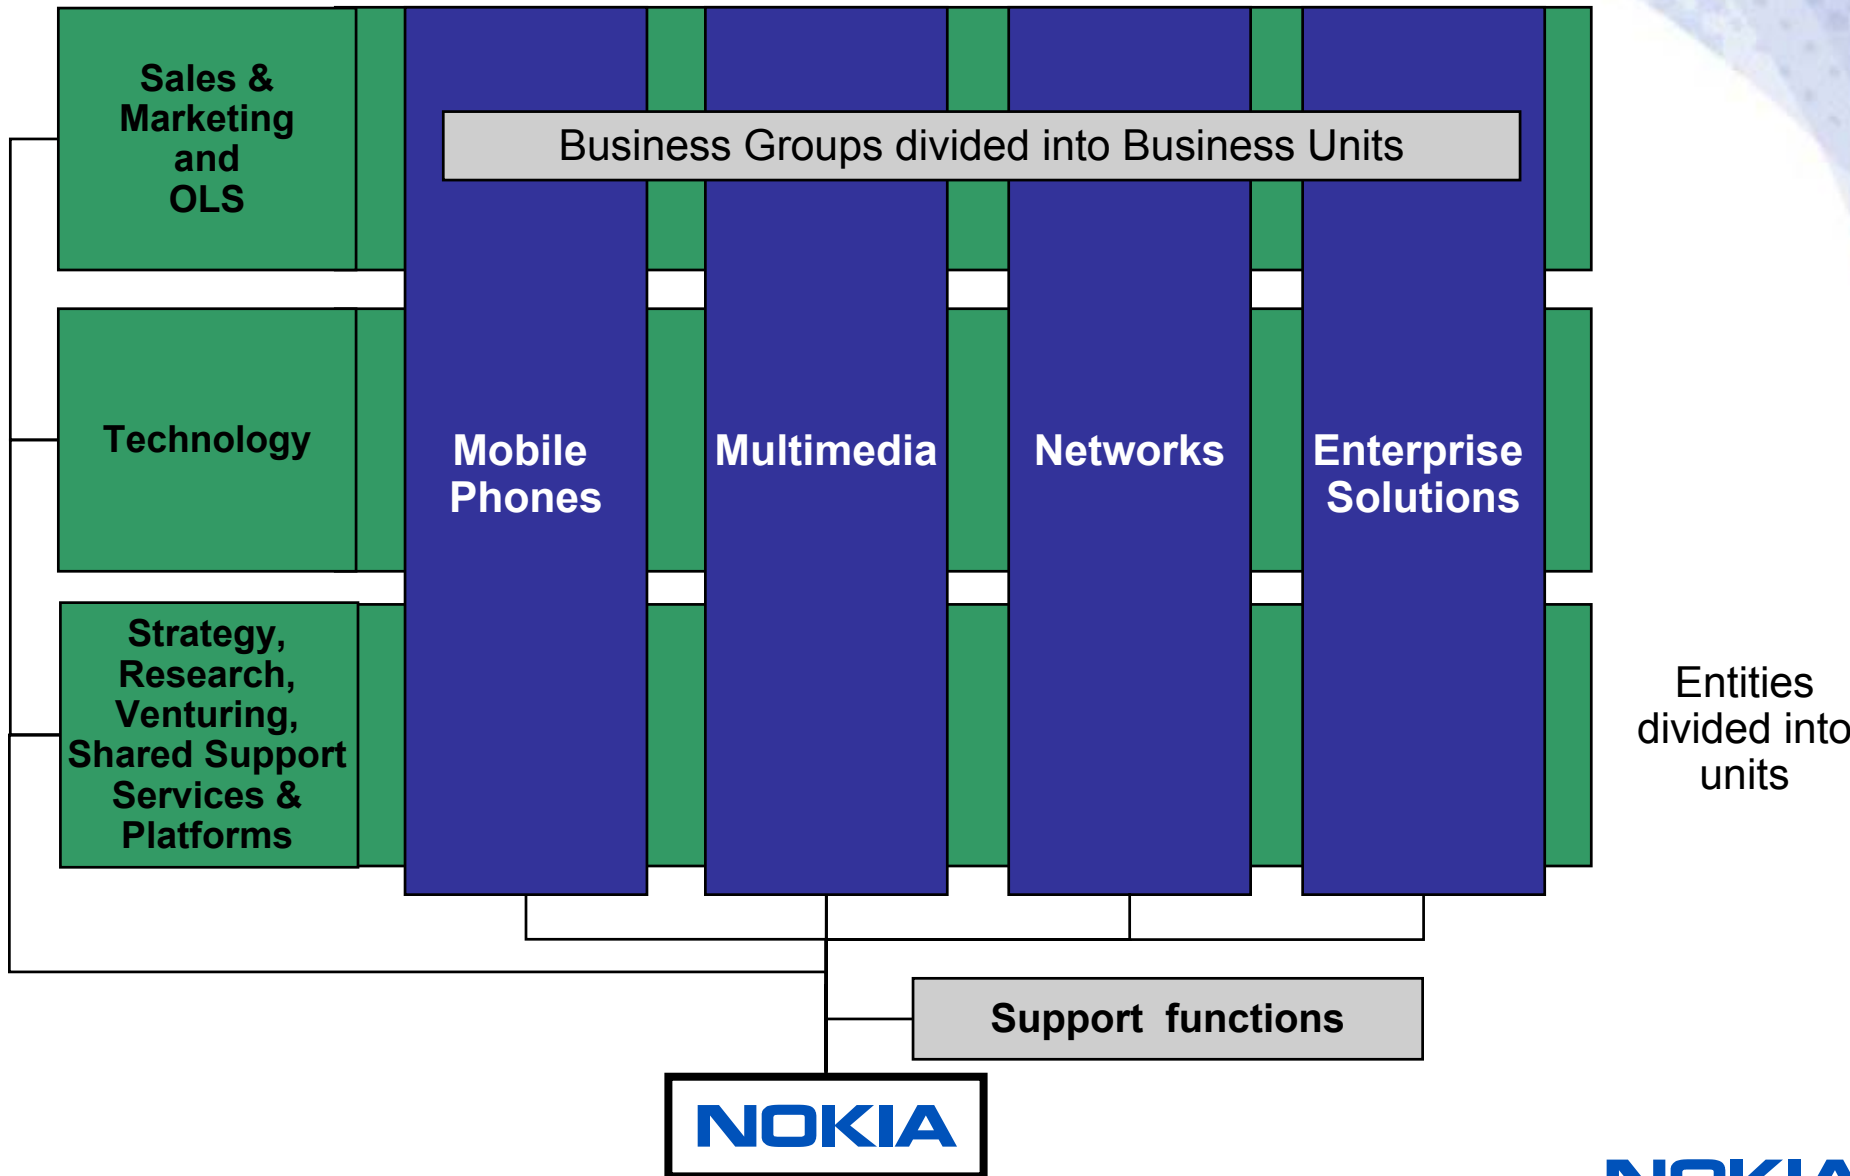 Sales &
Marketing
and
OLS
Business Groups divided into Business Units
Technology
Mobile
Phones
Multimedia
Networks
Enterprise
Solutions
Strategy,
Research,
Venturing,
Shared Support
Services &
Platforms
Entities
divided into
units
Support functions
NOKIA
NOKIA